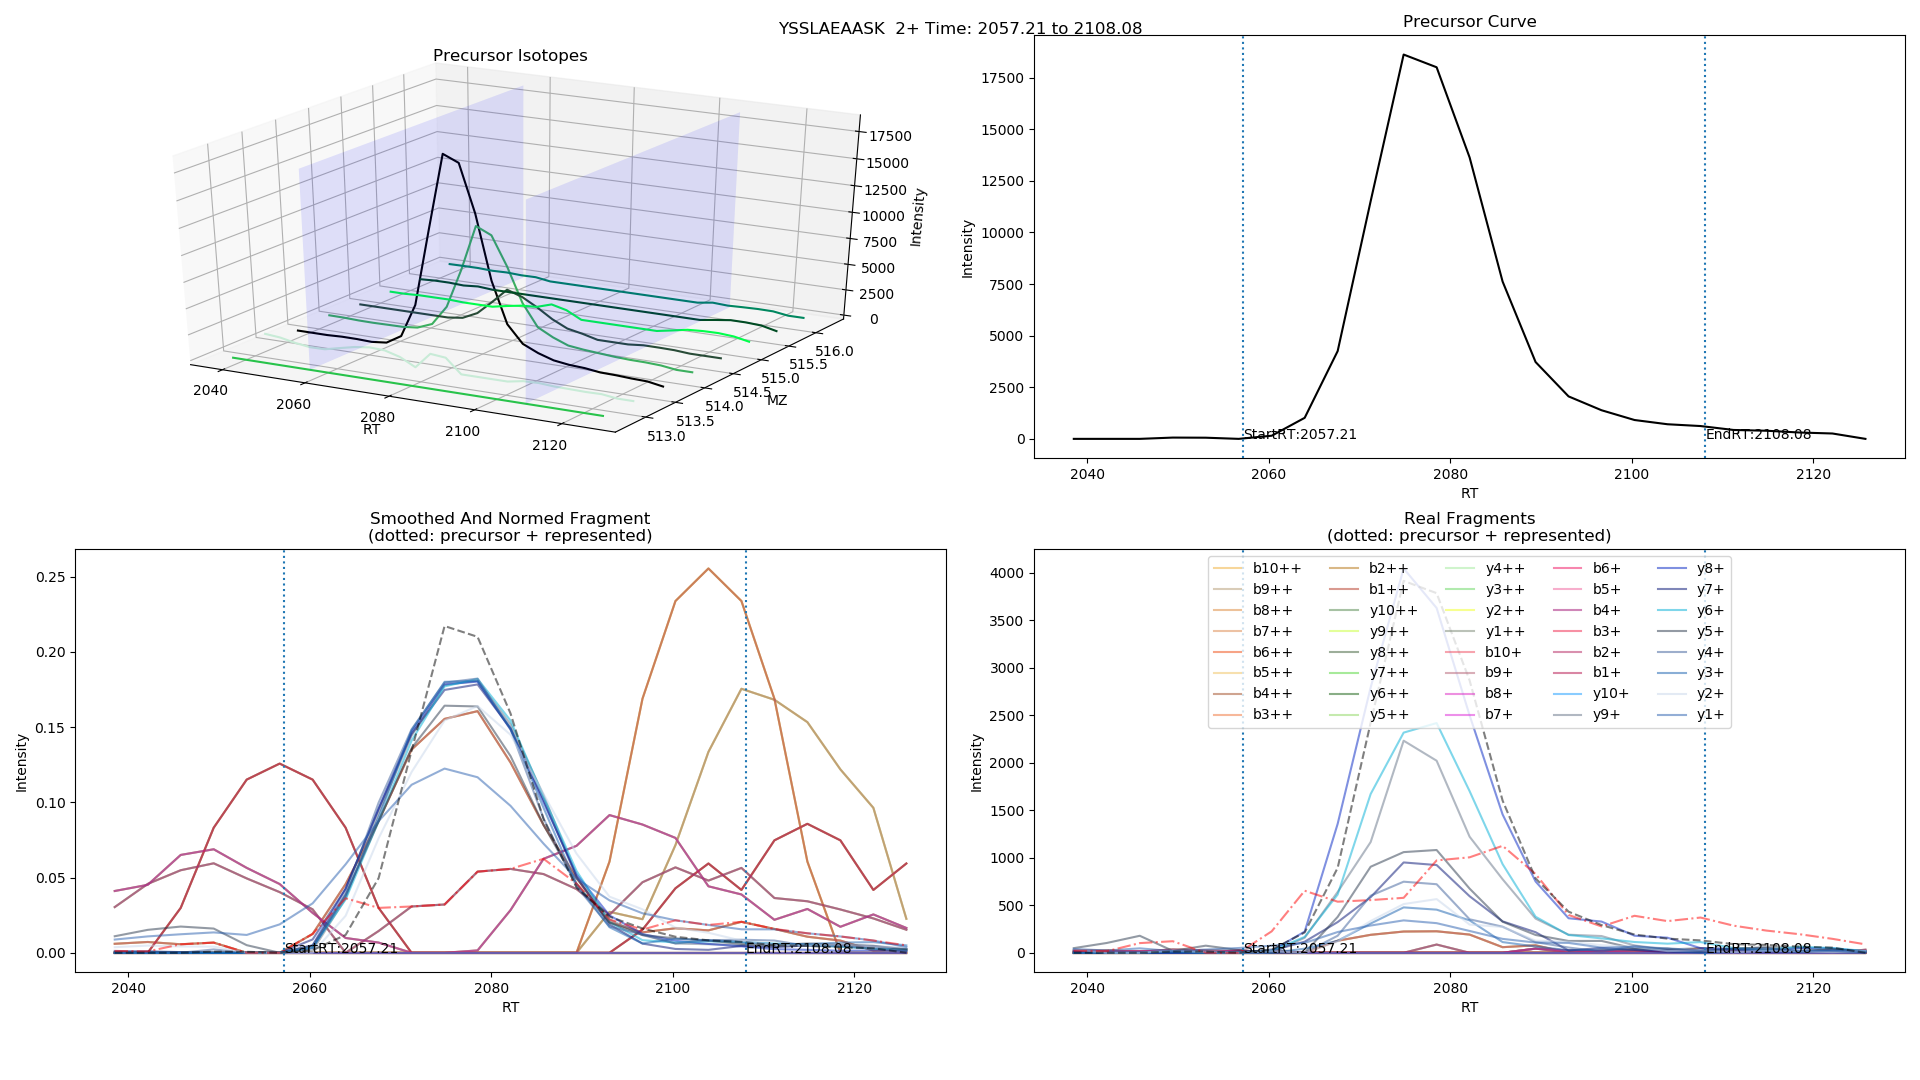 YSSLAEAASK  2+ Time: 2057.21 to 2108.08
Precursor Isotopes
17500
15000
12500
10000
7500
5000
2500
0
Intensity
2040
2060
2080
2100
2120
RT
513.0
513.5
514.0
514.5
515.0
515.5
516.0
MZ
Precursor Curve
17500
15000
12500
10000
7500
5000
2500
0
Intensity
StartRT:2057.21
EndRT:2108.08
2040 2060 2080 2100 2120
RT
Smoothed And Normed Fragment
(dotted: precursor + represented)
0.25
0.20
0.15
0.10
0.05
0.00
Intensity
StartRT:2057.21
EndRT:2108.08
2040 2060 2080 2100 2120
RT
Real Fragments
(dotted: precursor + represented)
4000
3500
3000
2500
2000
1500
1000
500
0
Intensity
b10++ b2++ y4++ b6+ y8+
b9++ b1++ y3++ b5+ y7+
b8++ y10++ y2++ b4+ y6+
b7++ y9++ y1++ b3+ y5+
b6++ y8++ b10+ b2+ y4+
b5++ y7++ b9+ b1+ y3+
b4++ y6++ b8+ y10+ y2+
b3++ y5++ b7+ y9+ y1+
StartRT:2057.21
EndRT:2108.08
2040 2060 2080 2100 2120
RT